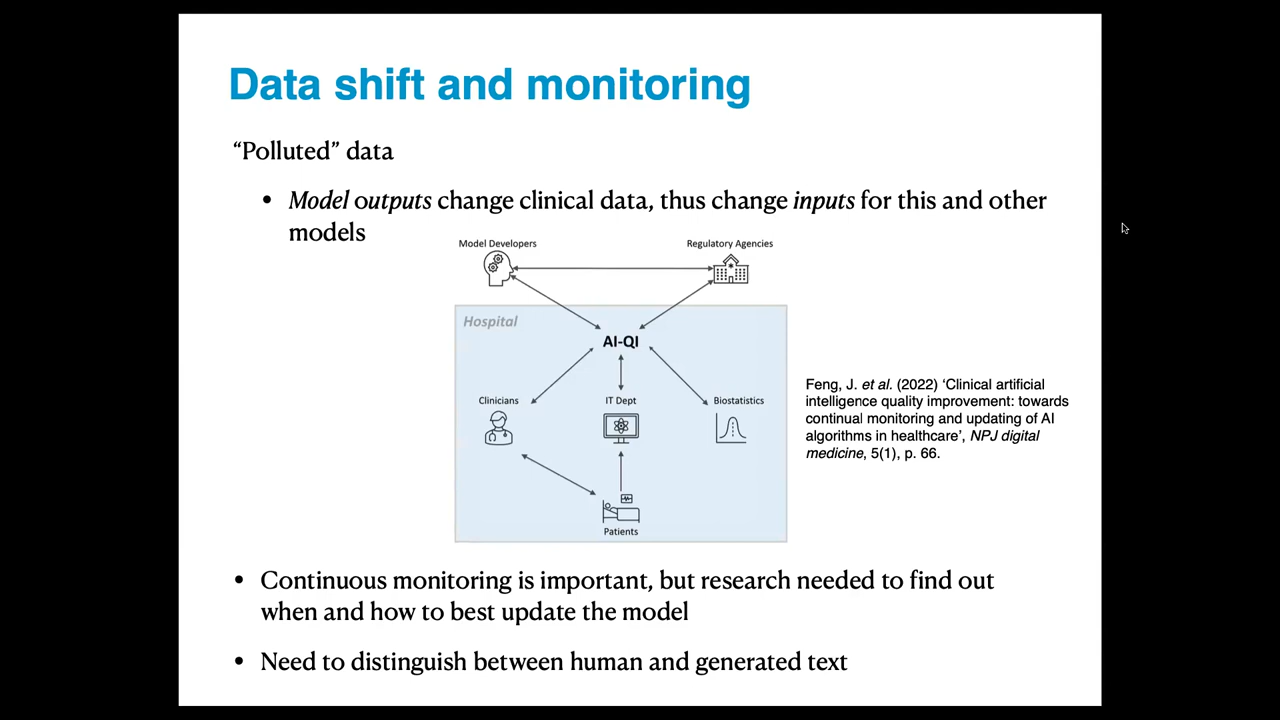 Data shift and monitoring
“Polluted” data
• Model outputs change clinical data, thus change inputs for this and other
models
Model Developers
Regulatory Agencies
Hospital
AI-QI
Clinicians
IT Dept
Biostatistics
Patients
Feng, J. et al. (2022) ‘Clinical artificial
intelligence quality improvement: towards
continual monitoring and updating of AI
algorithms in healthcare’, NPJ digital
medicine, 5(1), p. 66.
• Continuous monitoring is important, but research needed to find out
when and how to best update the model
• Need to distinguish between human and generated text